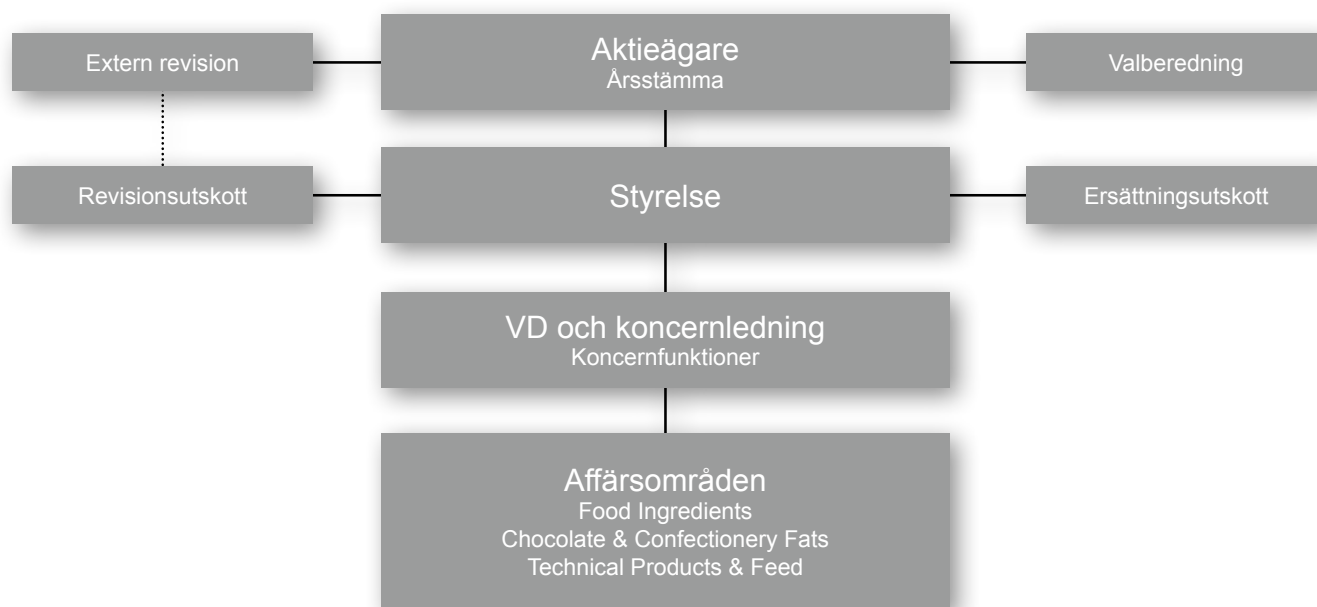 Extern revision
Aktieägare
Årsstämma
Valberedning
Revisionsutskott
Styrelse
Ersättningsutskott
VD och koncernledning
Koncernfunktioner
Affärsområden
Food Ingredients
Chocolate & Confectionery Fats
Technical Products & Feed